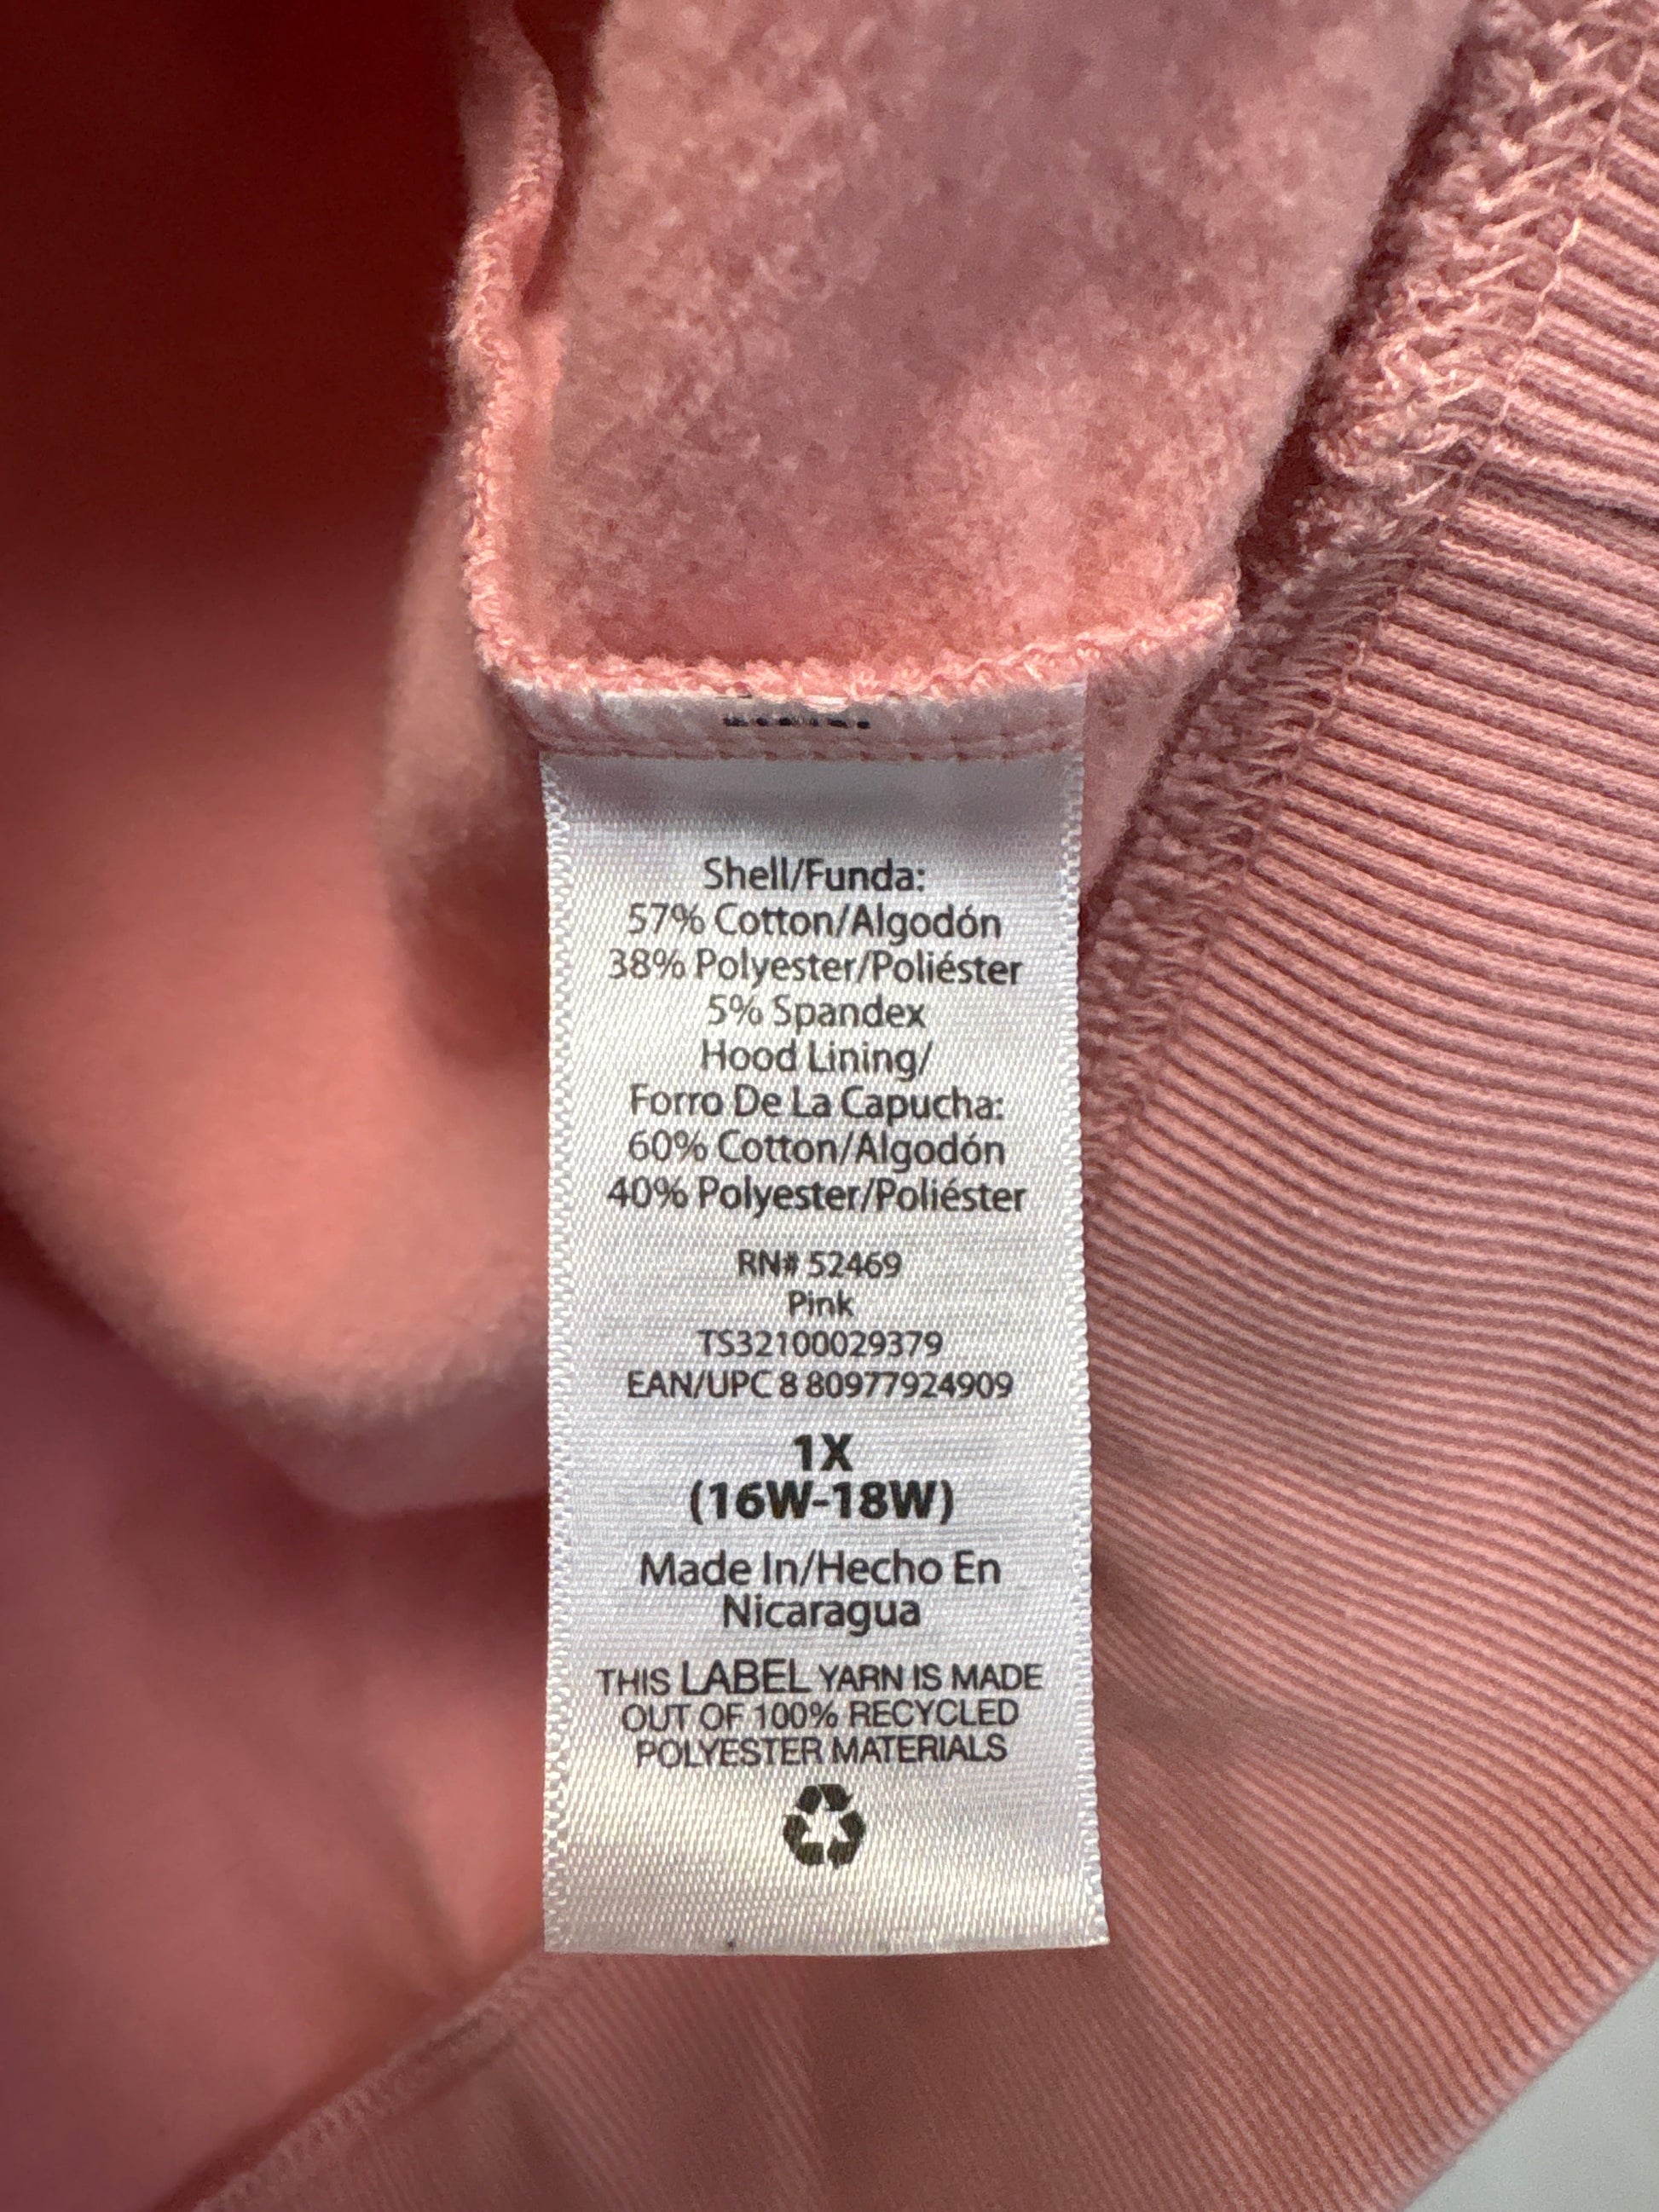 Shell/Funda:
57% Cotton/Algodón
38% Polyester/Poliéster
5% Spandex
Hood Lining/
Forro De La Capucha:
60% Cotton/Algodón
40% Polyester/Poliéster
RN# 52469
Pink
TS32100029379
EAN/UPC 8 80977924909
1X
(16W-18W)
Made In/Hecho En
Nicaragua
THIS LABEL YARN IS MADE
OUT OF 100% RECYCLED
POLYESTER MATERIALS